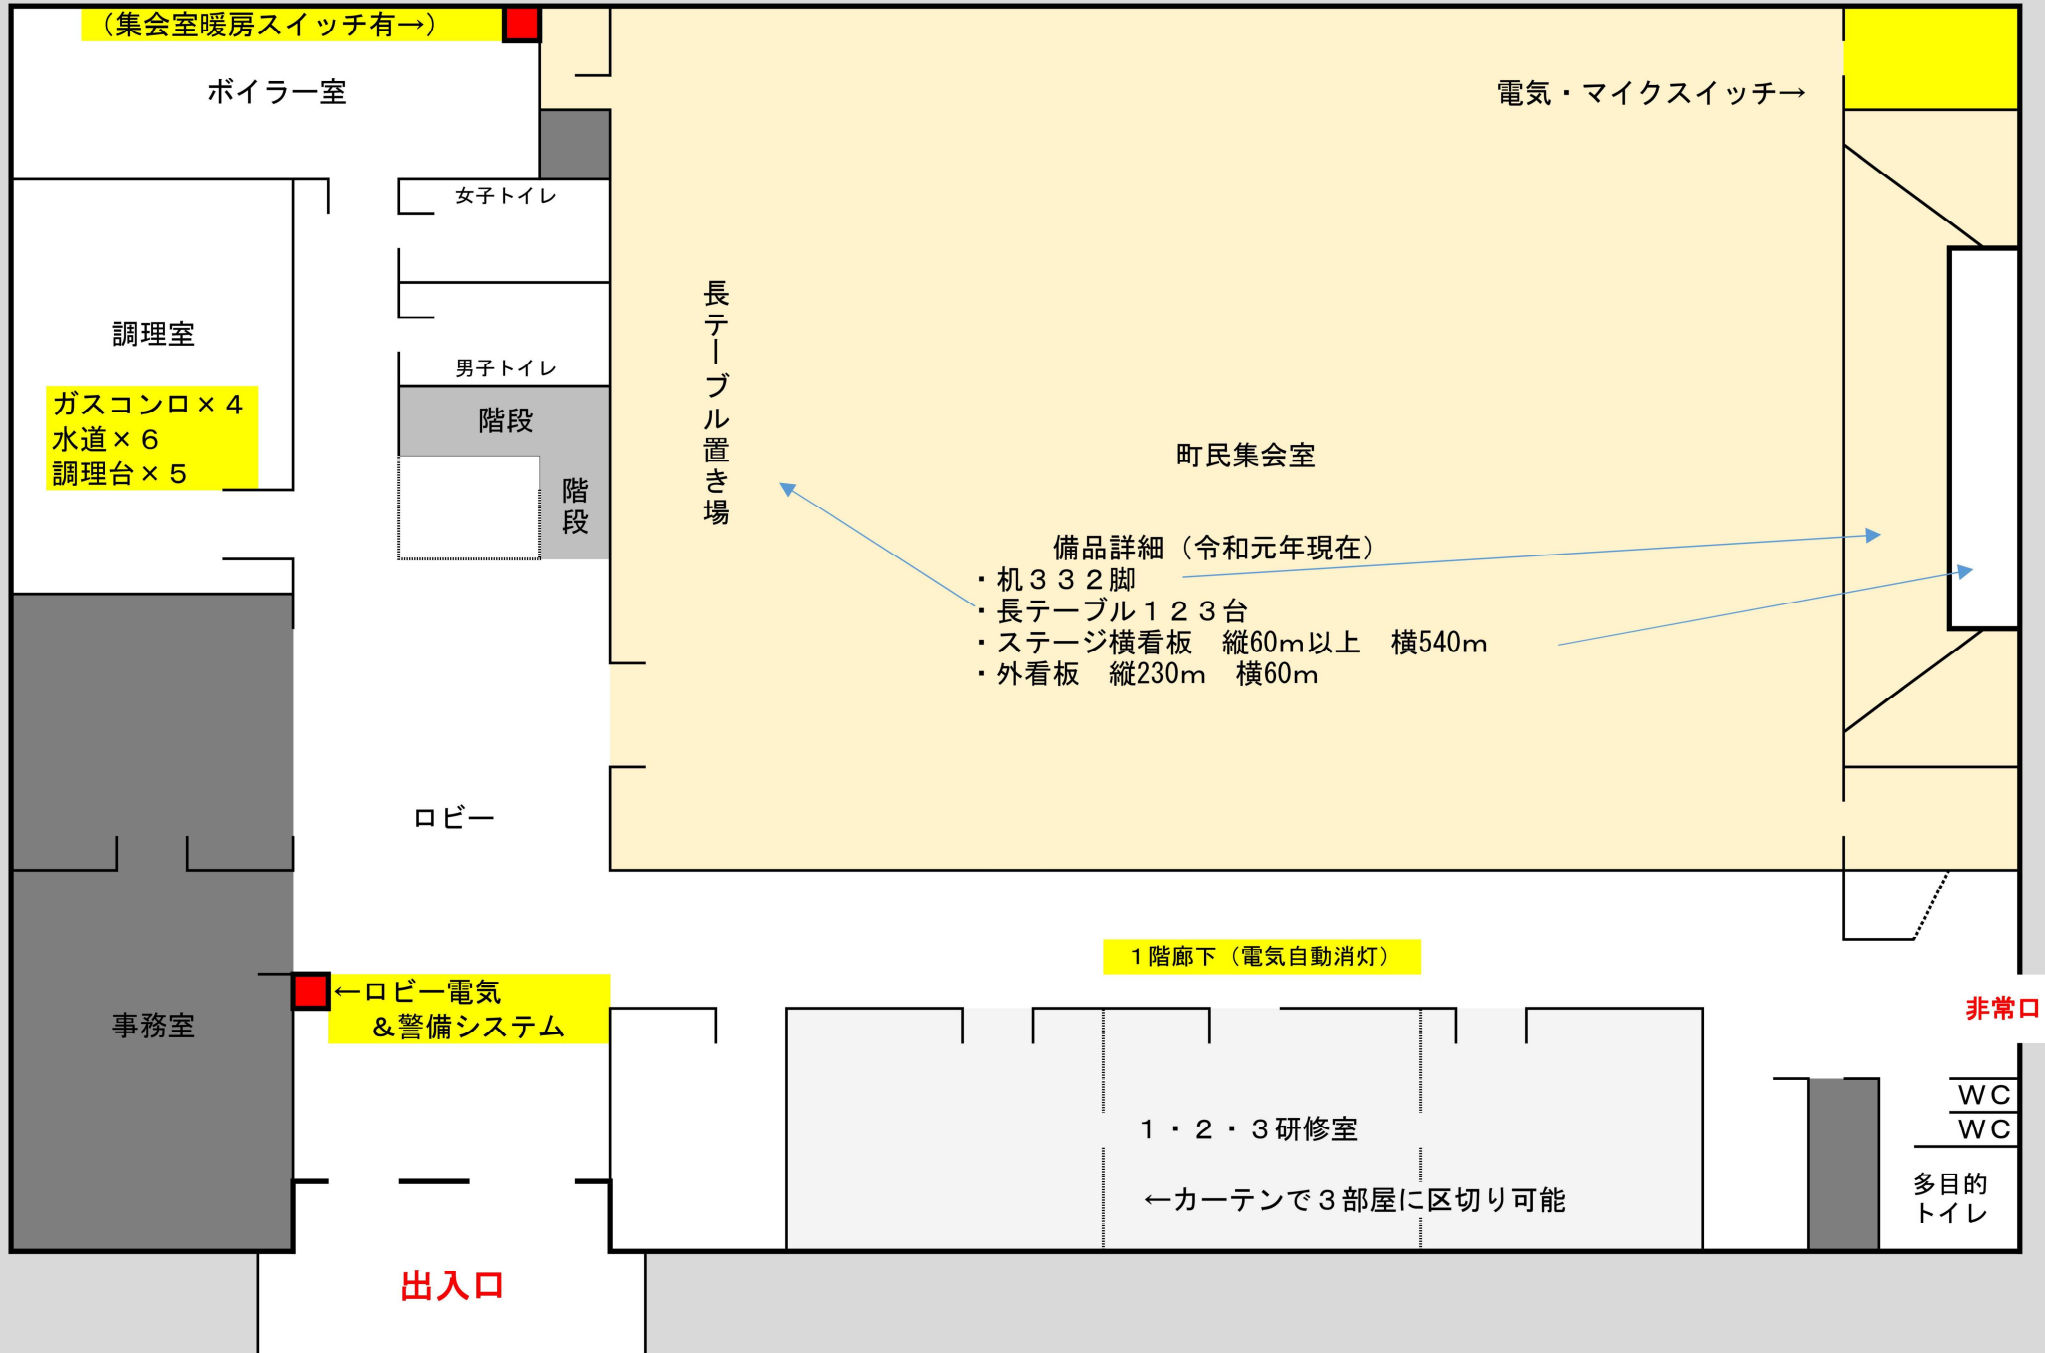 （集会室暖房スイッチ有→）
ボイラー室
電気・マイクスイッチ→
女子トイレ
調理室
男子トイレ
ガスコンロ×４
水道×６
調理台×５
階段
階段
長テーブル置き場
町民集会室
備品詳細（令和元年現在）
・机３３２脚
・長テーブル１２３台
・ステージ横看板　縦60ｍ以上　横540ｍ
・外看板　縦230ｍ　横60ｍ
ロビー
１階廊下（電気自動消灯）
←ロビー電気
＆警備システム
事務室
非常口
１・２・３研修室
←カーテンで３部屋に区切り可能
ＷＣ
ＷＣ
多目的
トイレ
出入口